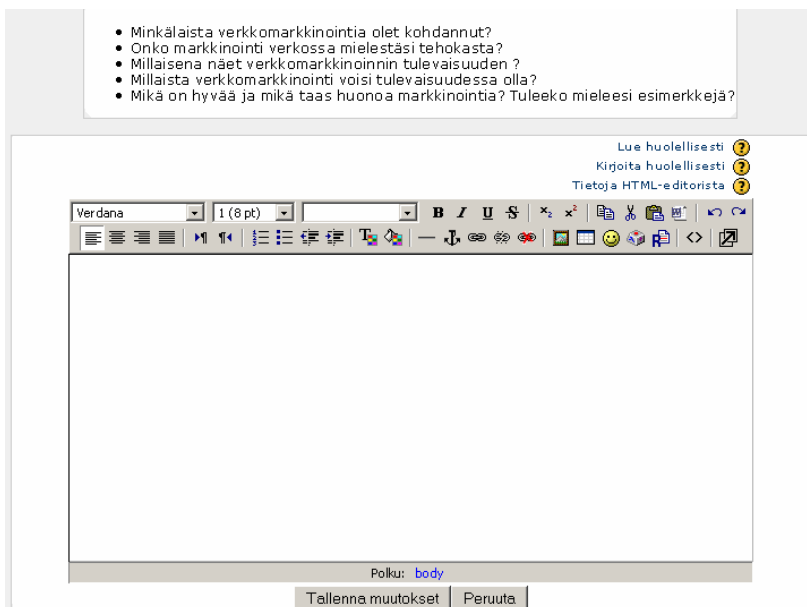 • Minkälaista verkkomarkkinointia olet kohdannut?
• Onko markkinointi verkossa mielestäsi tehokasta?
• Millaisena näet verkkomarkkinoinnin tulevaisuuden ?
• Millaista verkkomarkkinointi voisi tulevaisuudessa olla?
• Mikä on hyvää ja mikä taas huonoa markkinointia? Tuleeko mieleesi esimerkkejä?
Lue huolellisesti ?
Kirjoita huolellisesti ?
Tietoja HTML-editorista ?
Verdana 1 (8 pt) B I U S x₂ x²
Polku: body
Tallenna muutokset Peruuta